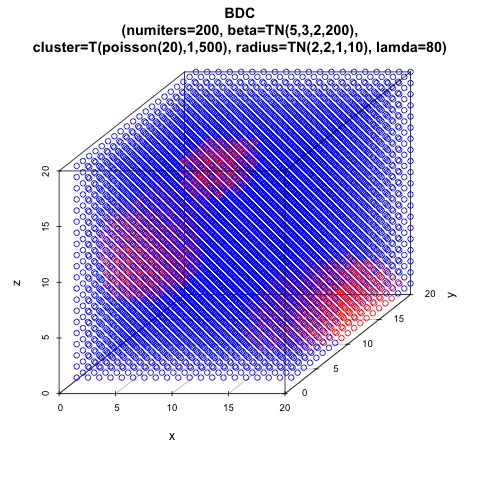 BDC
(numiters=200, beta=TN(5,3,2,200),
cluster=T(poisson(20),1,500), radius=TN(2,2,1,10), lamda=80)
20
15
10
5
0
z
0 5 10 15 20
x
0
5
10
15
20
y